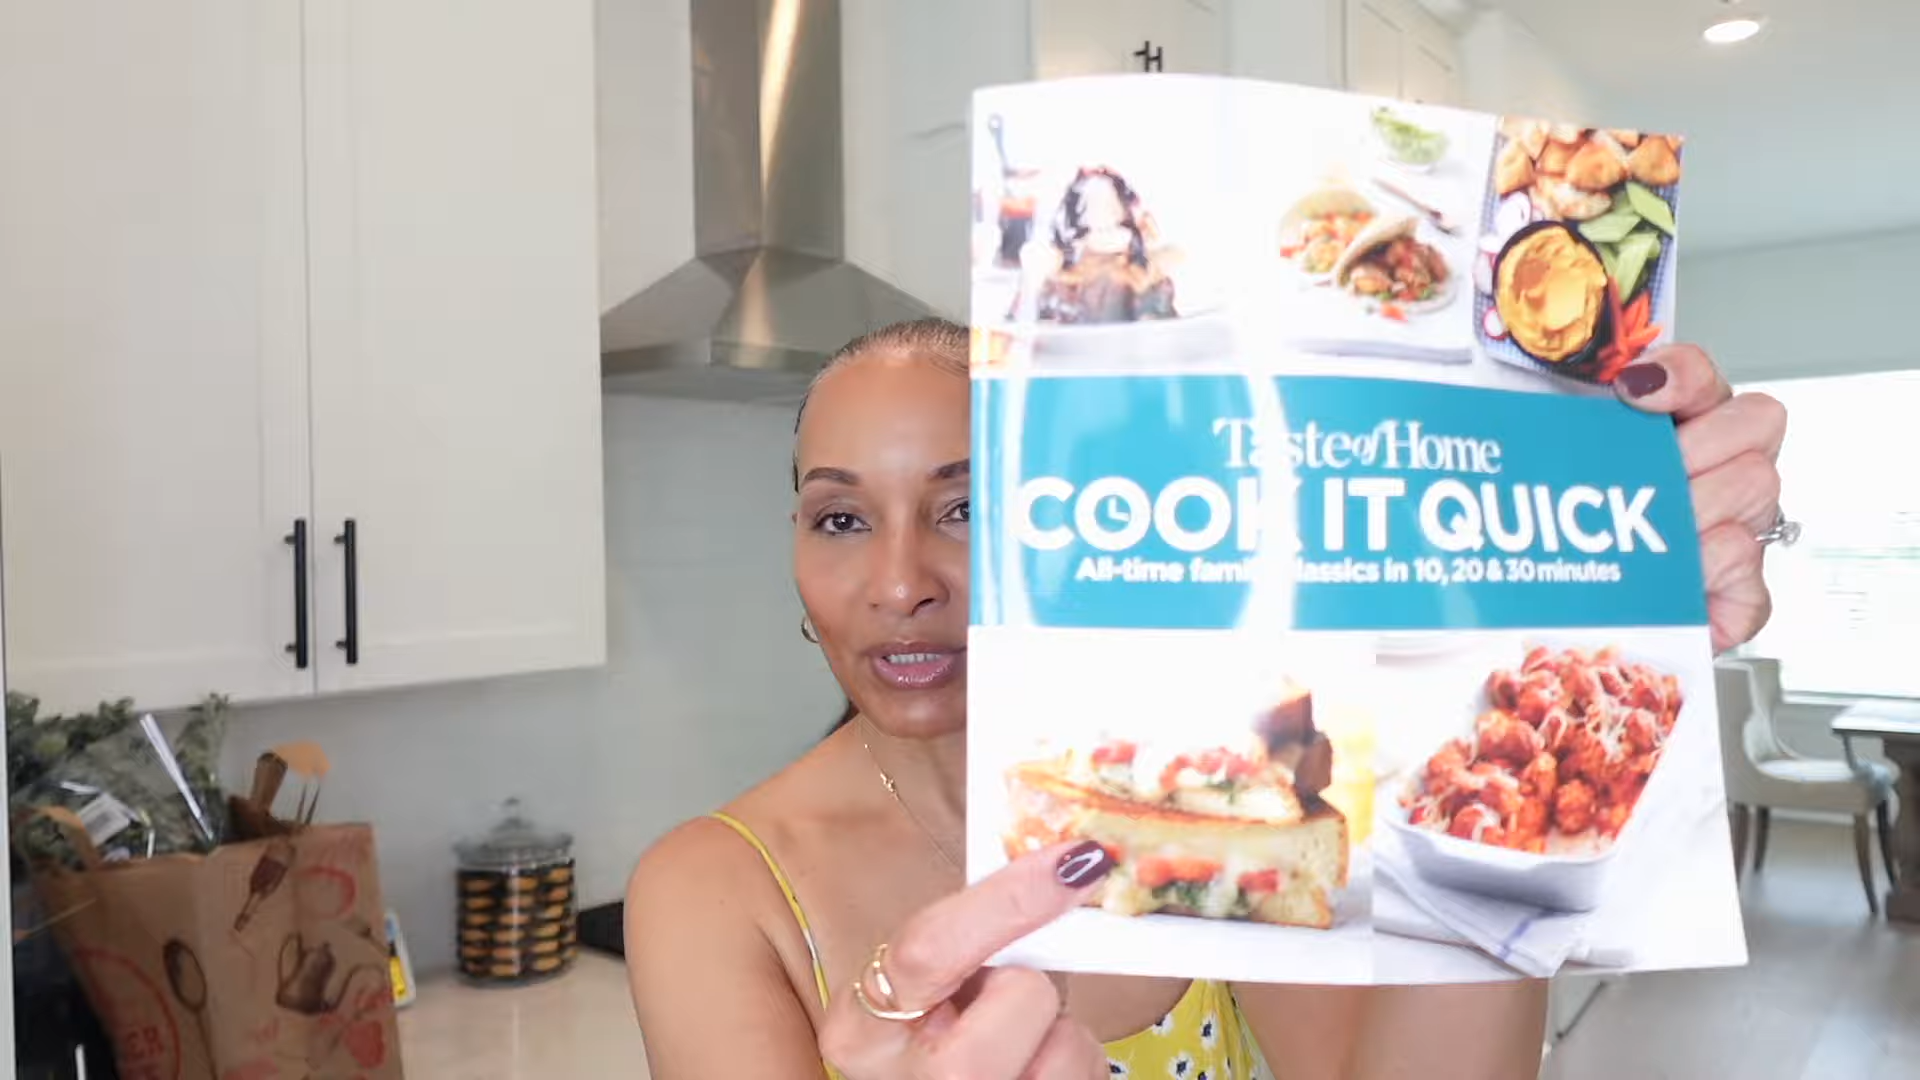 Taste of Home
COOK IT QUICK
All-time family classics in 10, 20 & 30 minutes